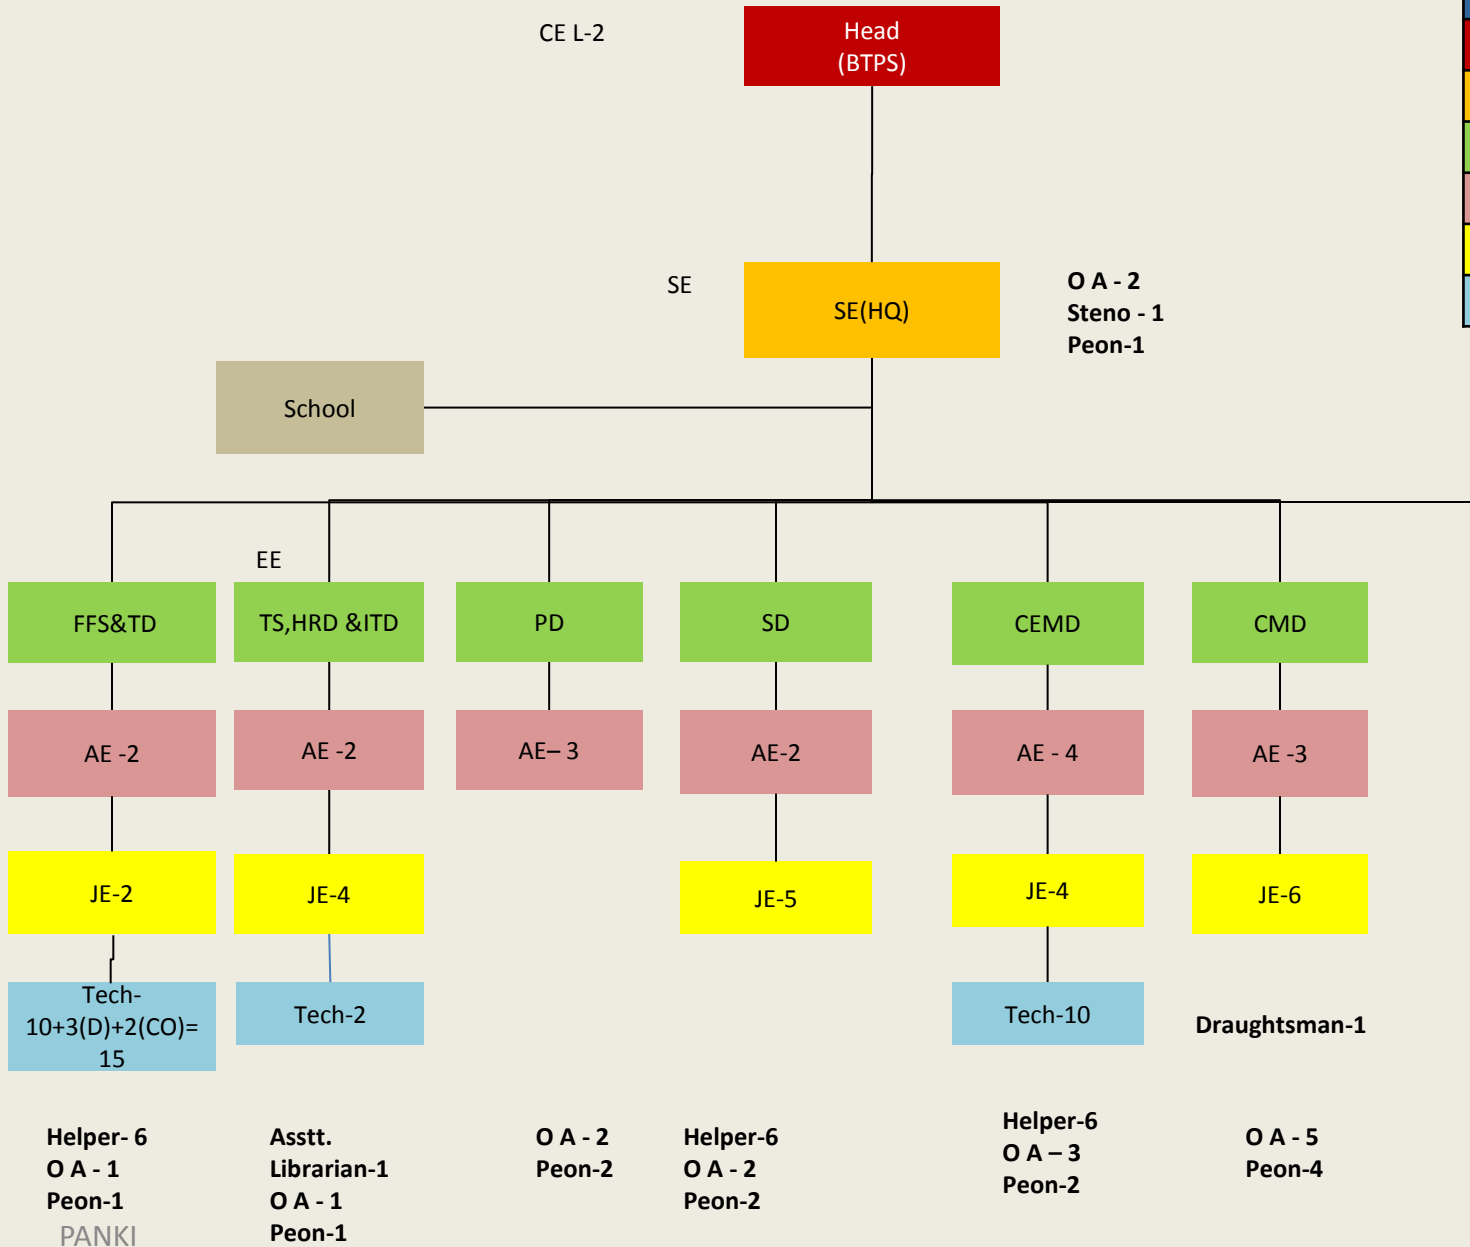 CE L-2
Head
(BTPS)
SE
SE(HQ)
O A - 2
Steno - 1
Peon-1
School
EE
FFS&TD
TS,HRD &ITD
PD
SD
CEMD
CMD
AE -2
AE -2
AE– 3
AE-2
AE - 4
AE -3
JE-2
JE-4
JE-5
JE-4
JE-6
Tech-
10+3(D)+2(CO)=
15
Tech-2
Tech-10
Draughtsman-1
Helper- 6
O A - 1
Peon-1
Asstt.
Librarian-1
O A - 1
Peon-1
O A - 2
Peon-2
Helper-6
O A - 2
Peon-2
Helper-6
O A – 3
Peon-2
O A - 5
Peon-4
PANKI